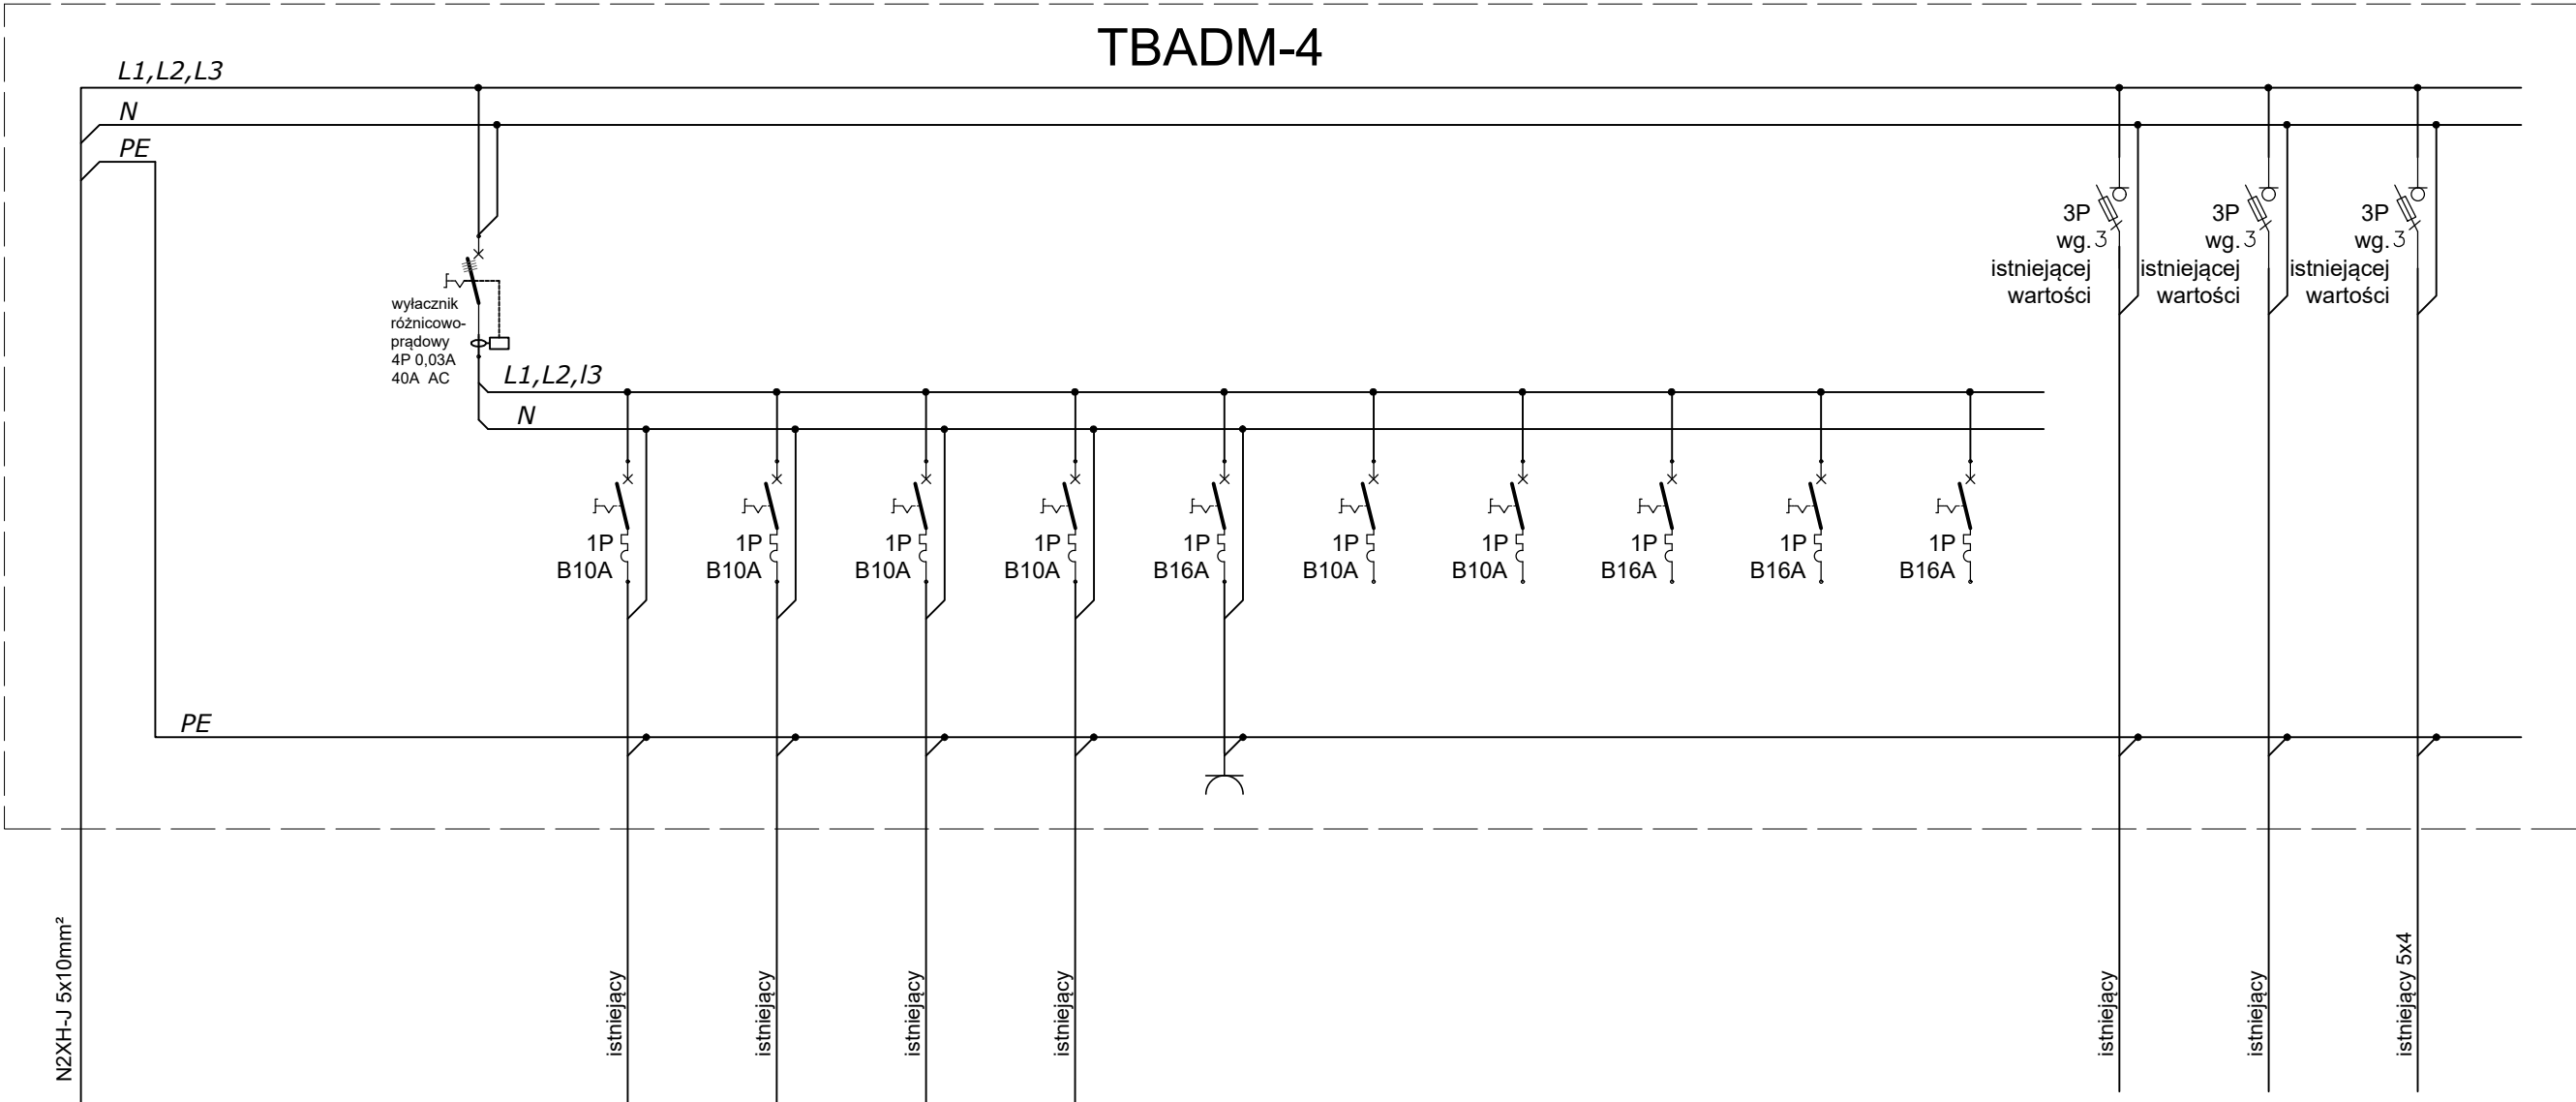 TBADM-4
L1,L2,L3
N
PE
3P
wg.3
istniejącej
wartości
3P
wg.3
istniejącej
wartości
3P
wg.3
istniejącej
wartości
wyłacznik
różnicowo-
prądowy
4P 0,03A
40A AC
L1,L2,l3
N
1P
B10A
1P
B10A
1P
B10A
1P
B10A
1P
B16A
1P
B10A
1P
B10A
1P
B16A
1P
B16A
1P
B16A
PE
N2XH-J 5x10mm²
istniejący
istniejący
istniejący
istniejący
istniejący
istniejący
istniejący 5x4